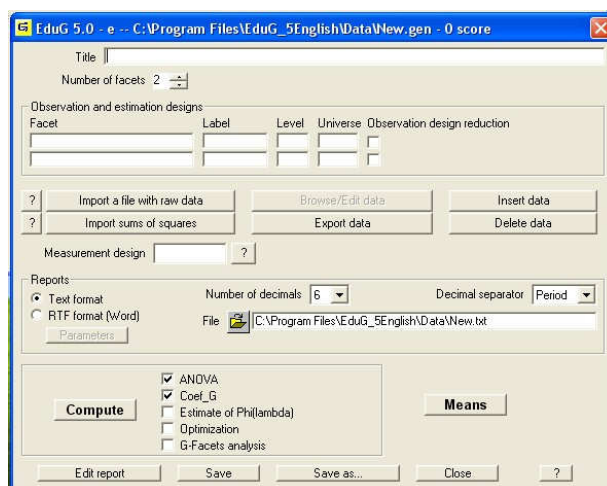 EduG 5.0 - e -- C:\Program Files\EduG_5English\Data\New.gen - 0 score
Title
Number of facets 2
Observation and estimation designs
Facet Label Level Universe Observation design reduction
? Import a file with raw data Browse/Edit data Insert data
? Import sums of squares Export data Delete data
Measurement design ?
Reports
Text format Number of decimals 6 Decimal separator Period
RTF format (Word)
File C:\Program Files\EduG_5English\Data\New.txt
Parameters
ANOVA
Coef_G
Compute Estimate of Phi(lambda) Means
Optimization
G-Facets analysis
Edit report Save Save as... Close ?